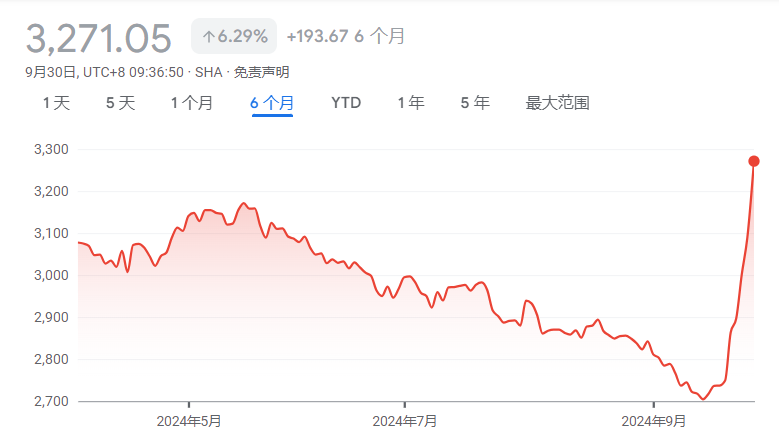 3,271.05 ↑6.29% +193.67 6 个月
9月30日, UTC+8 09:36:50 · SHA · 免责声明
1 天 5 天 1 个月 6 个月 YTD 1 年 5 年 最大范围
3,300
3,200
3,100
3,000
2,900
2,800
2,700
2024年5月 2024年7月 2024年9月